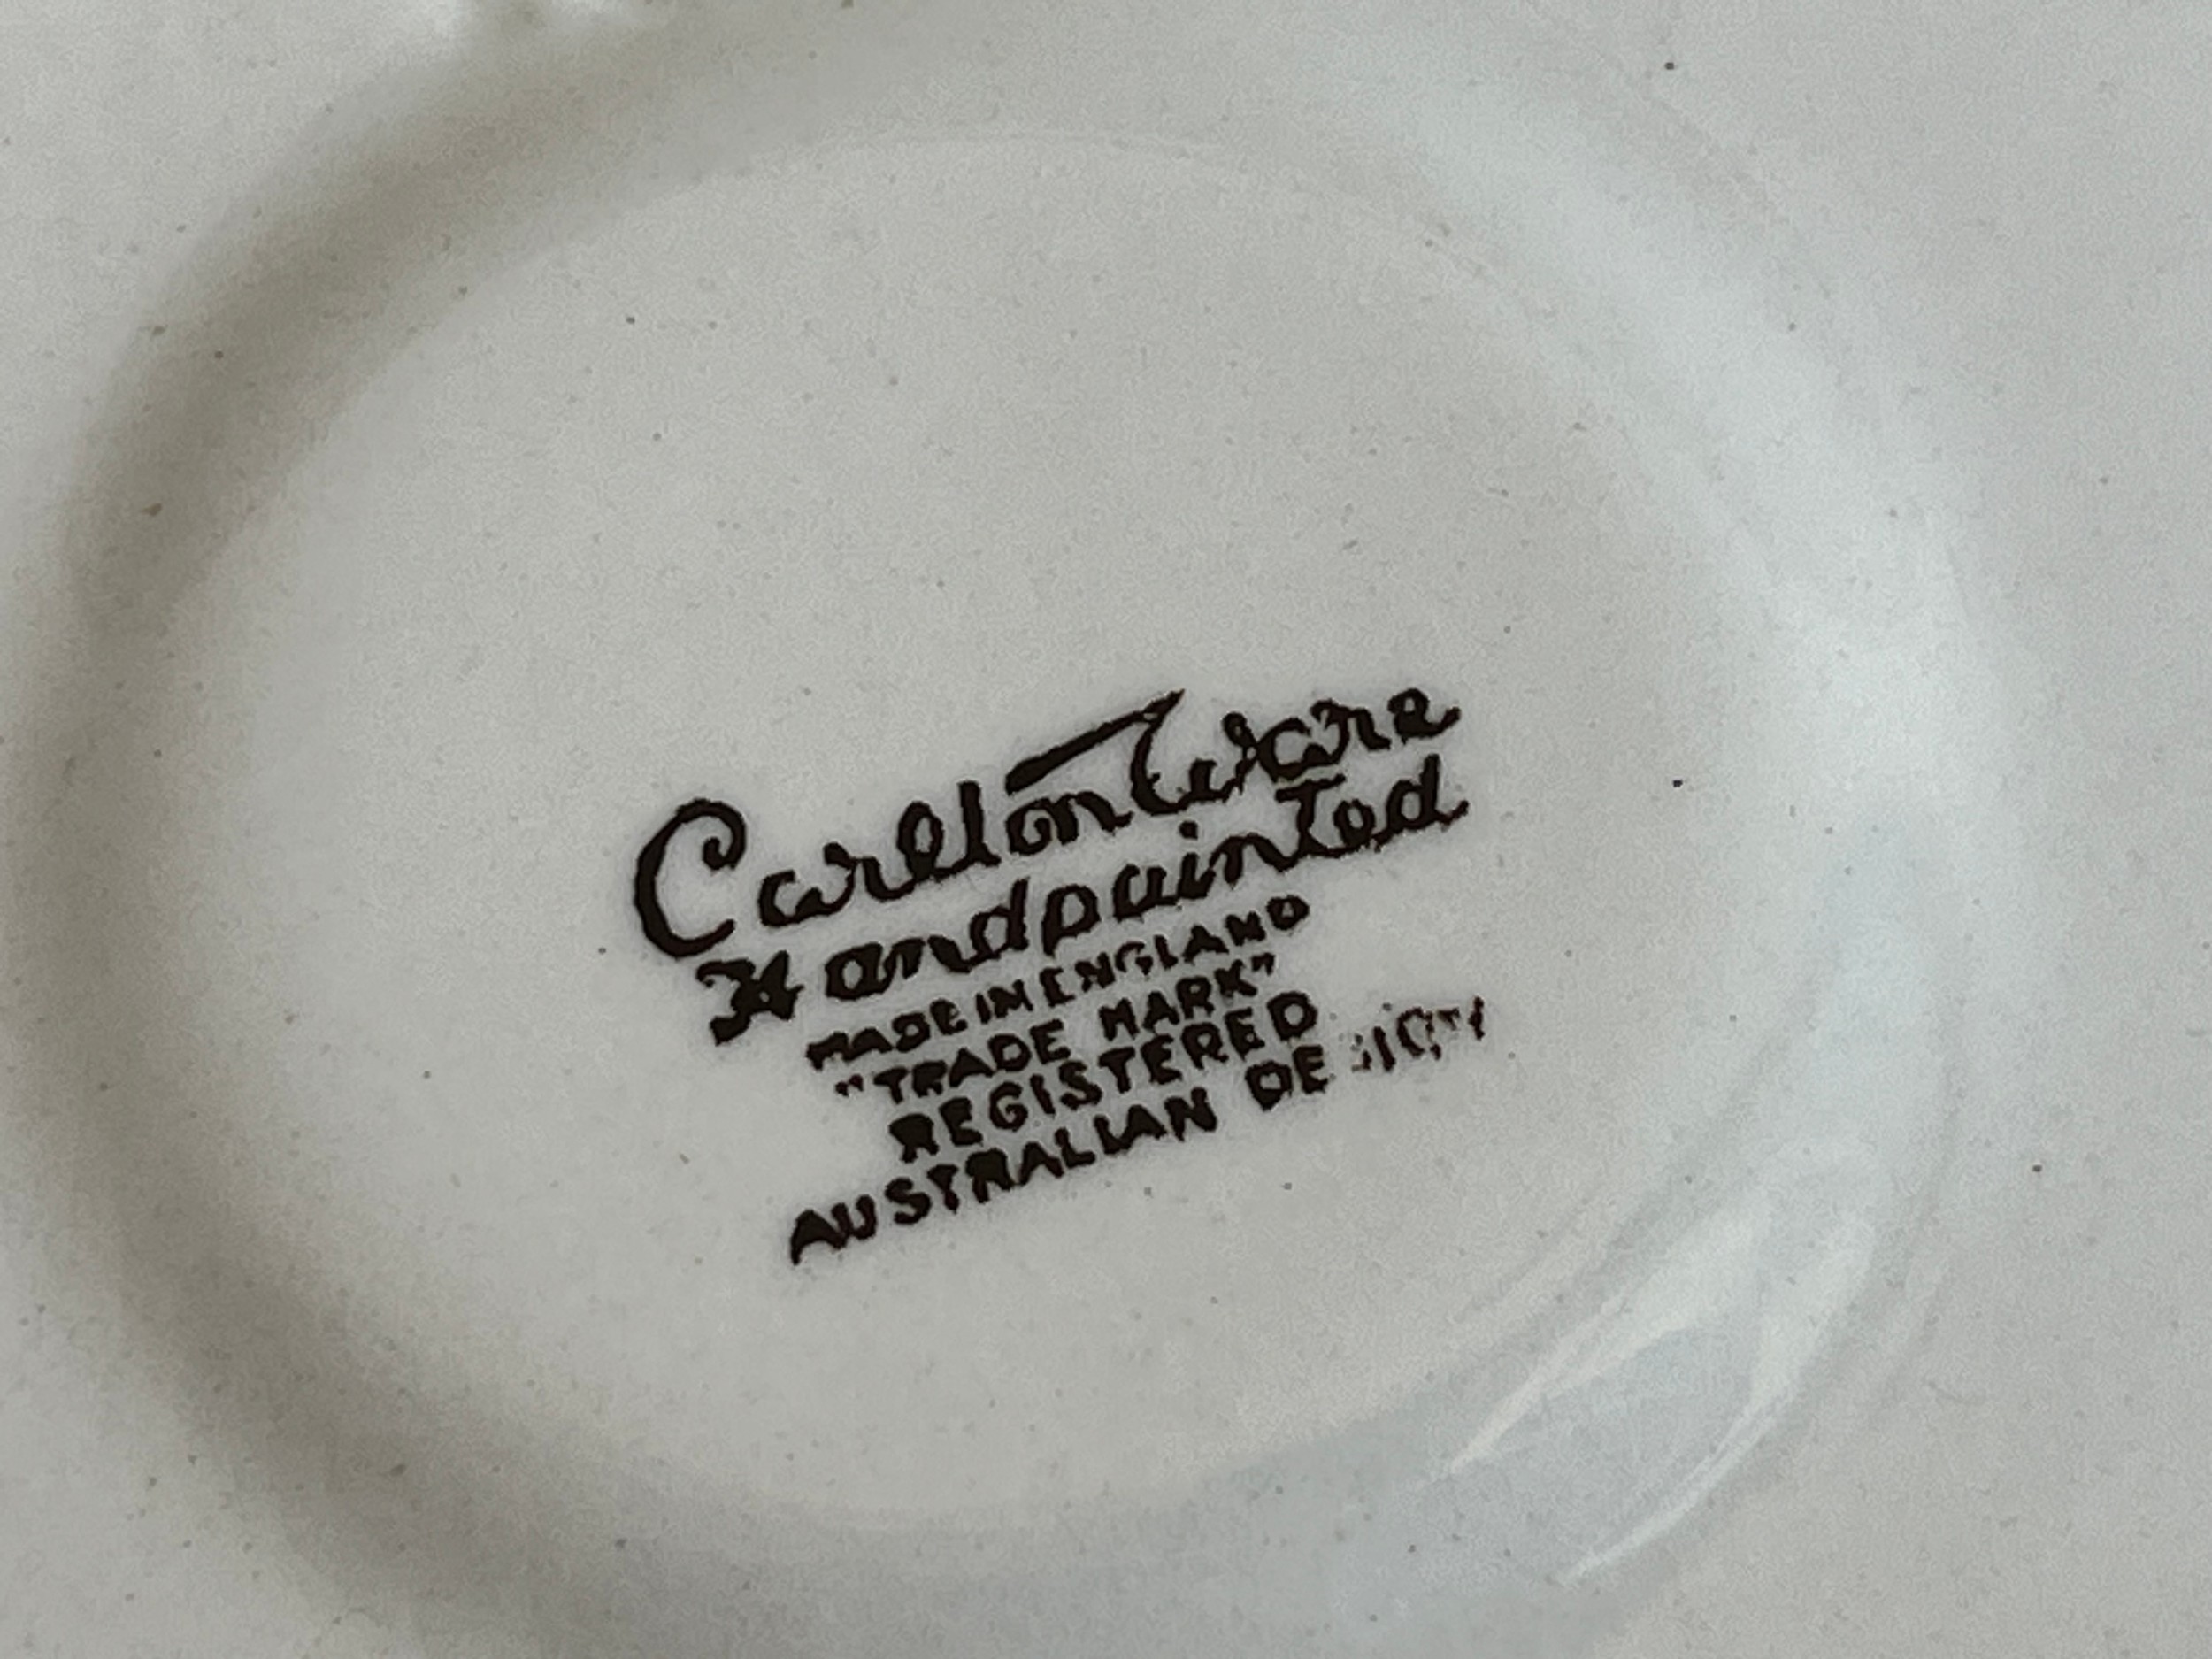 Carlton Ware
Handpainted
MADE IN ENGLAND
"TRADE MARK"
REGISTERED
AUSTRALIAN DESIGN